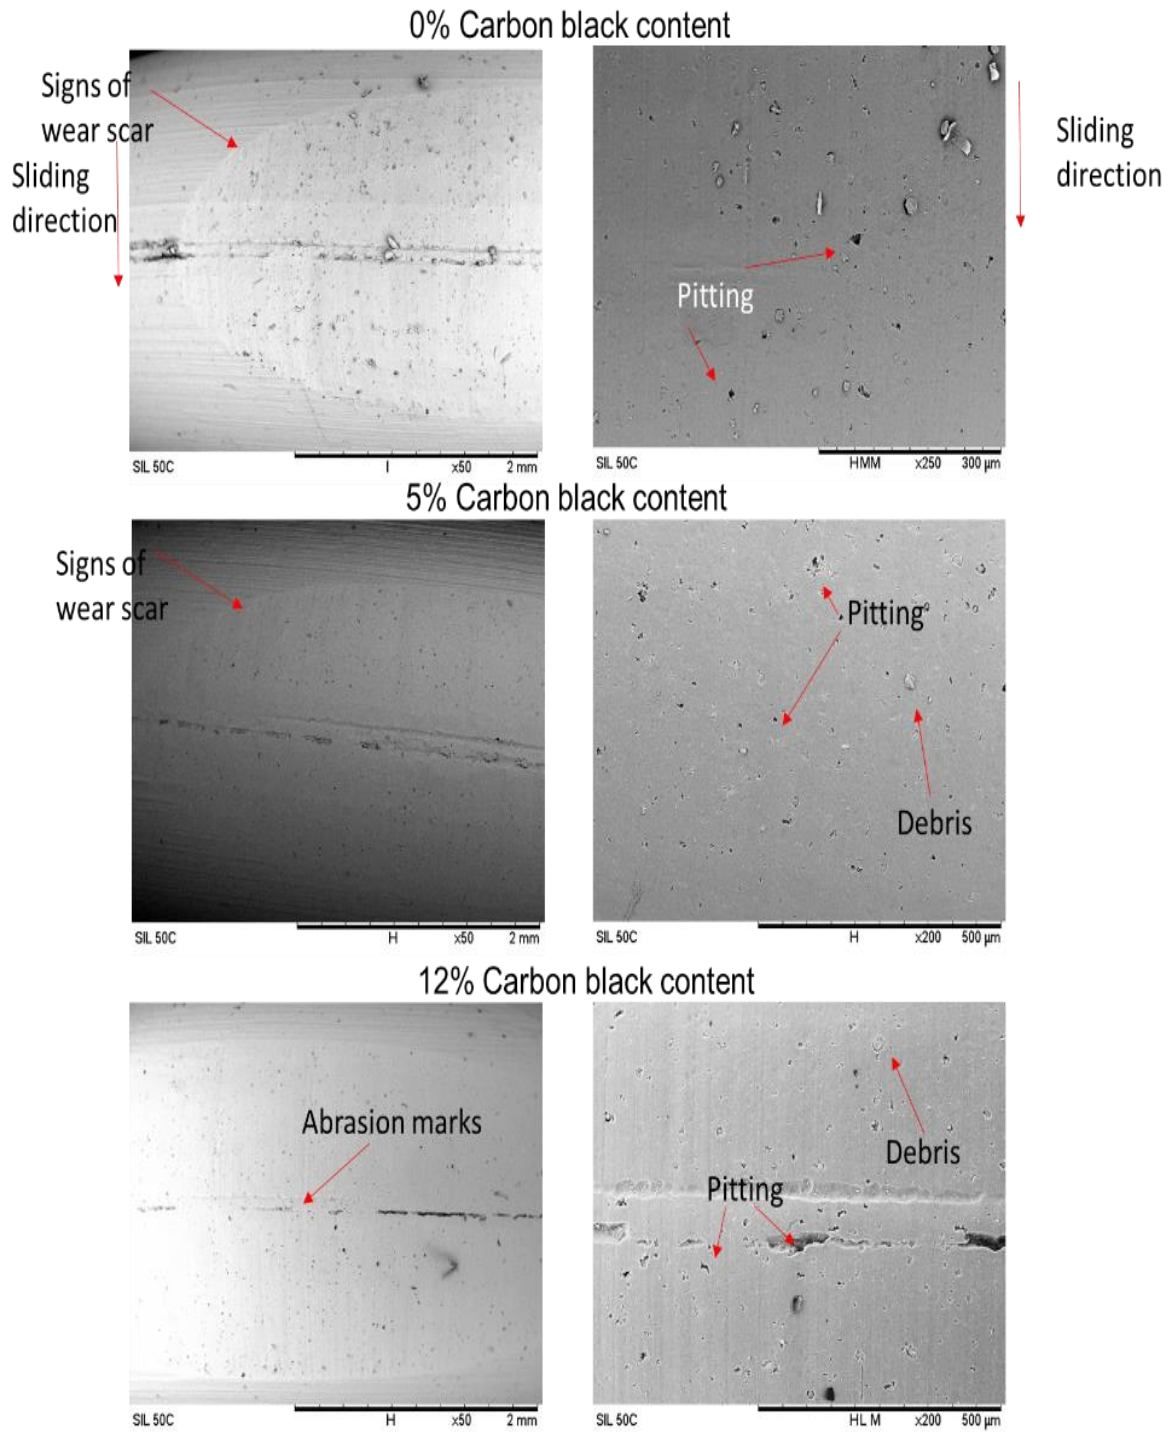 0% Carbon black content
Signs of
wear scar
Sliding
direction
Sliding
direction
Pitting
SIL 50C I x50 2 mm
SIL 50C HMM x250 300 µm
5% Carbon black content
Signs of
wear scar
Pitting
Debris
SIL 50C H x50 2 mm
SIL 50C H x200 500 µm
12% Carbon black content
Abrasion marks
Debris
Pitting
SIL 50C H x50 2 mm
SIL 50C HL M x200 500 µm